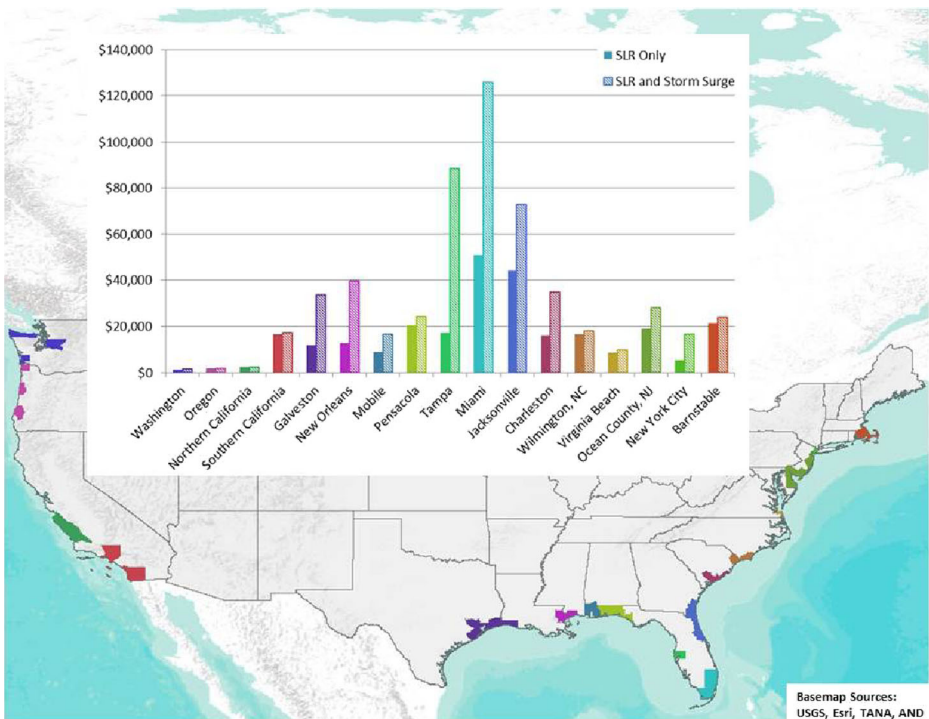 $140,000
$120,000
$100,000
$80,000
$60,000
$40,000
$20,000
$0
SLR Only
SLR and Storm Surge
Washington
Oregon
Northern California
Southern California
Galveston
New Orleans
Mobile
Pensacola
Tampa
Miami
Jacksonville
Charleston
Wilmington, NC
Virginia Beach
Ocean County, NJ
New York City
Barnstable
Basemap Sources:
USGS, Esri, TANA, AND